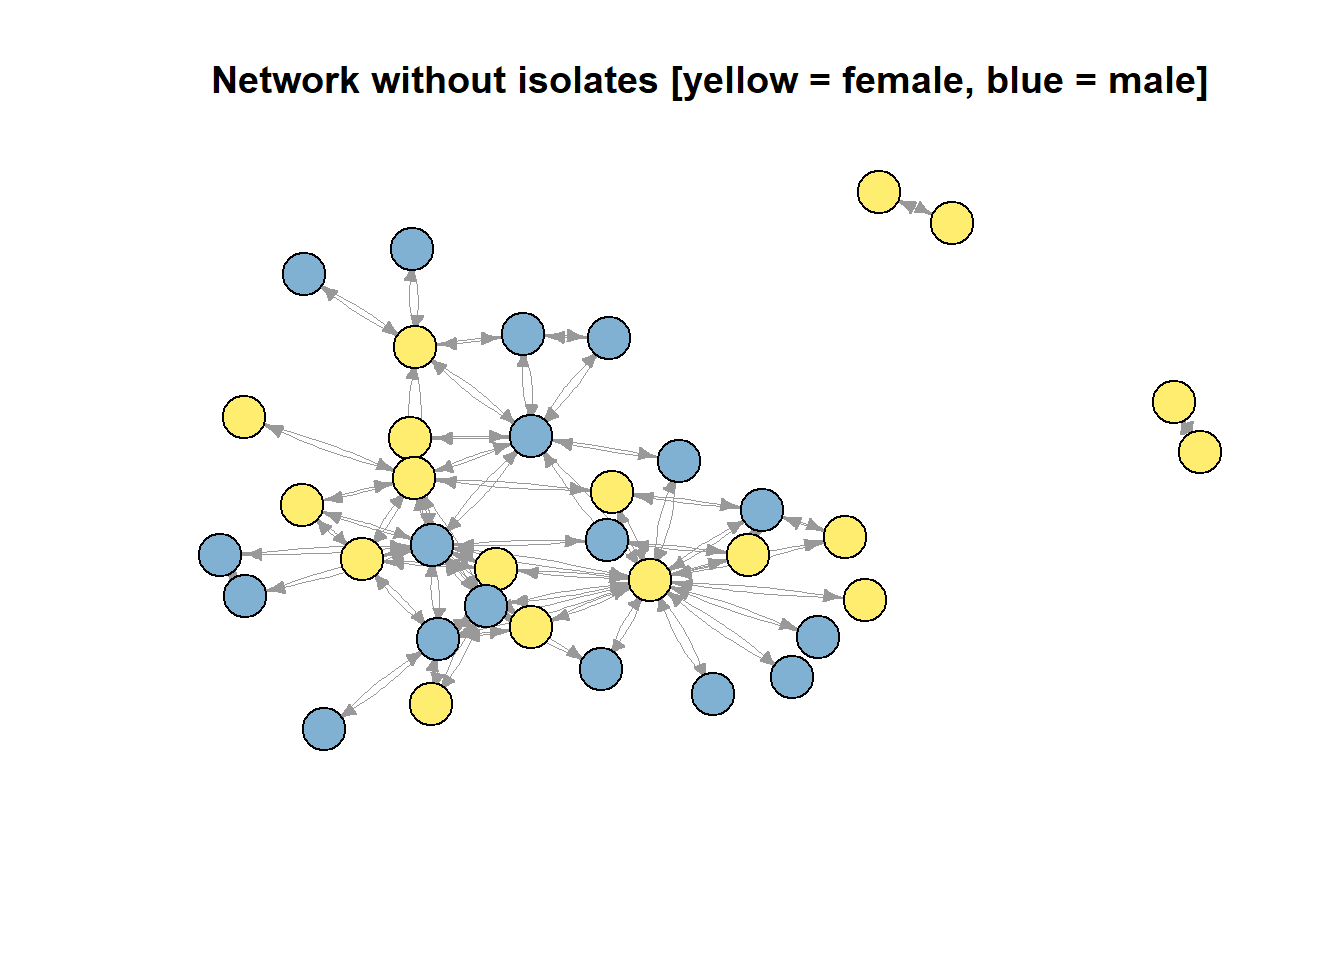 Network without isolates [yellow = female, blue = male]